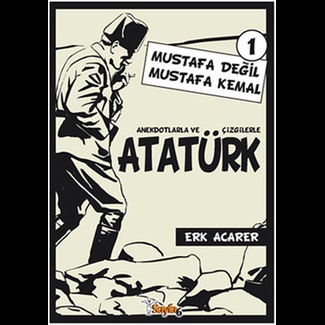 1
MUSTAFA DEĞİL
MUSTAFA KEMAL
ANEKDOTLARLA VE ÇİZGİLERLE
ATATÜRK
ERK ACARER